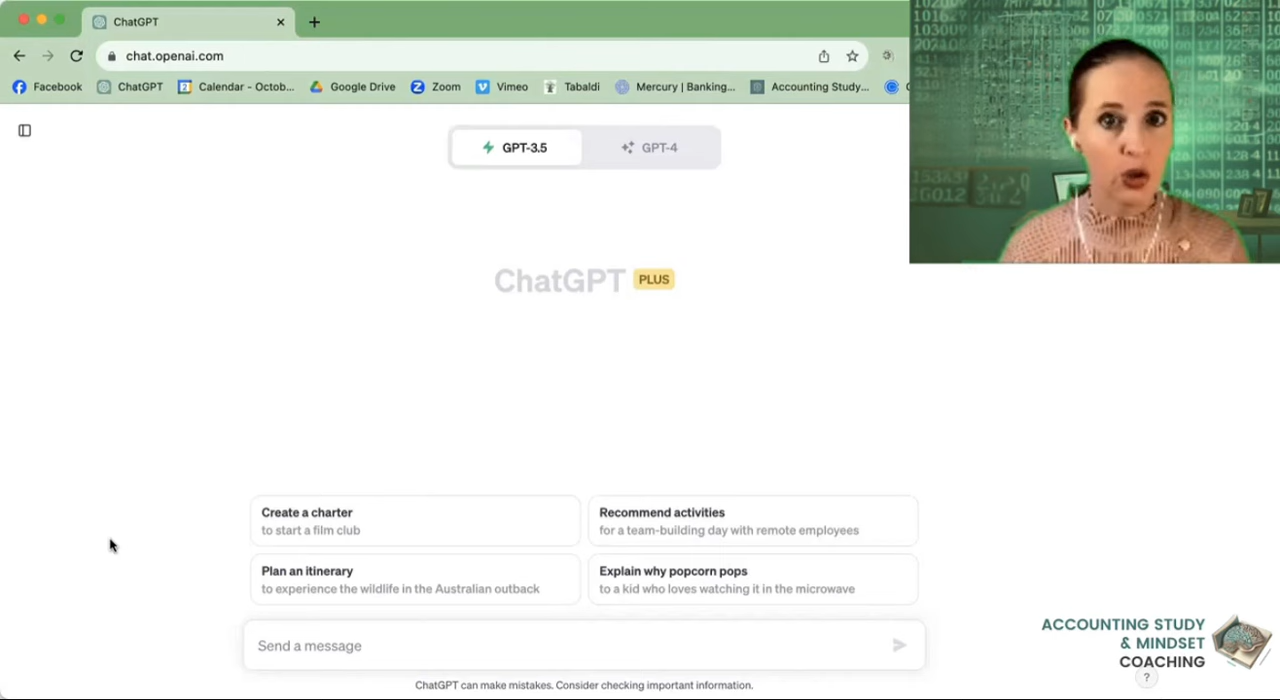 ChatGPT
chat.openai.com
Facebook
ChatGPT
Calendar - Octob...
Google Drive
Zoom
Vimeo
Tabaldi
Mercury | Banking...
Accounting Study...
GPT-3.5
GPT-4
ChatGPT PLUS
Create a charter
to start a film club
Recommend activities
for a team-building day with remote employees
Plan an itinerary
to experience the wildlife in the Australian outback
Explain why popcorn pops
to a kid who loves watching it in the microwave
Send a message
ChatGPT can make mistakes. Consider checking important information.
ACCOUNTING STUDY
& MINDSET
COACHING
?